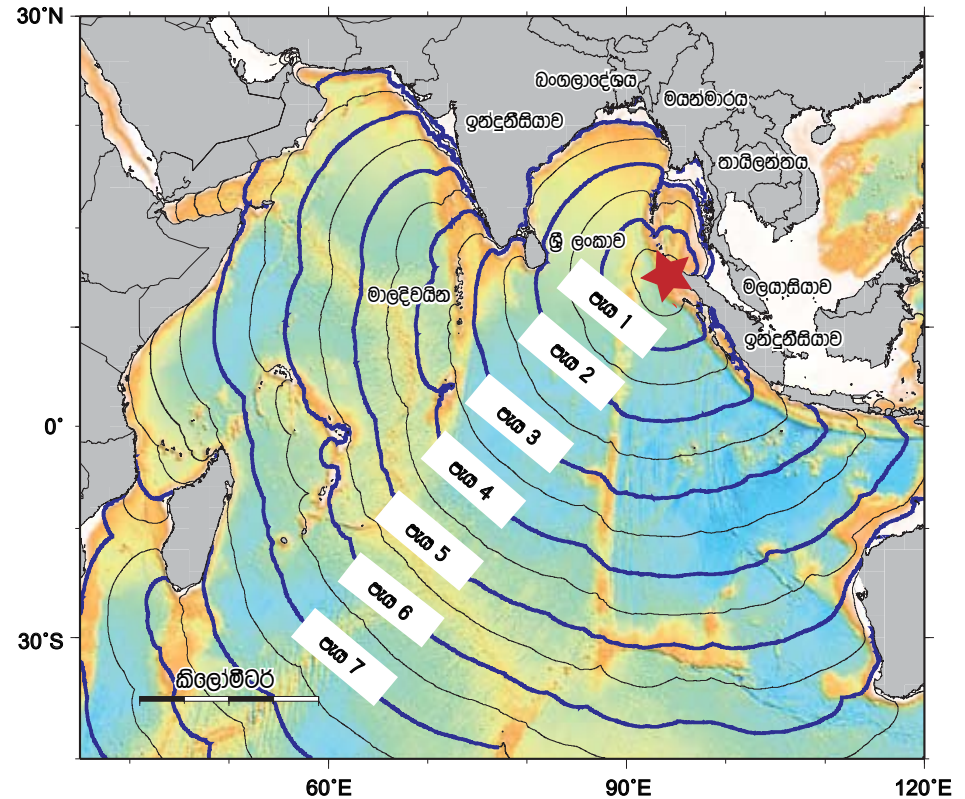 30°N
බංගලාදේශය
මයන්මාරය
ඉන්දුනීසියාව
තායිලන්තය
ශ්‍රී ලංකාව
මාලදිවයින
මලයාසියාව
ඉන්දුනීසියාව
පැය 1
පැය 2
පැය 3
0°
පැය 4
පැය 5
පැය 6
30°S
පැය 7
කිලෝමීටර්
60°E
90°E
120°E